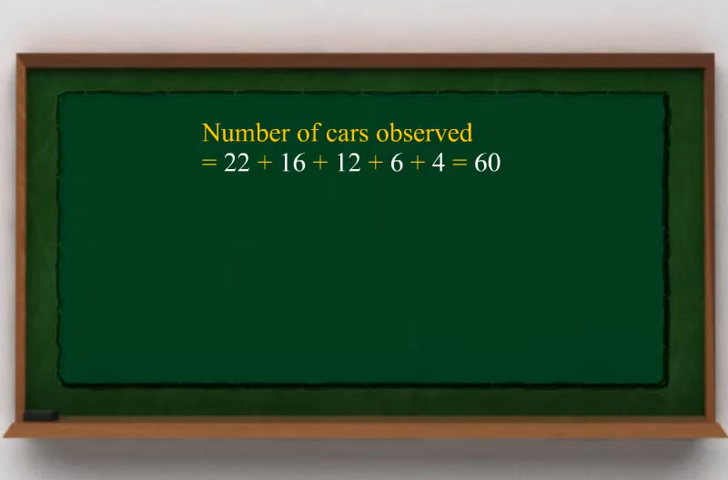 Number of cars observed
= 22 + 16 + 12 + 6 + 4 = 60